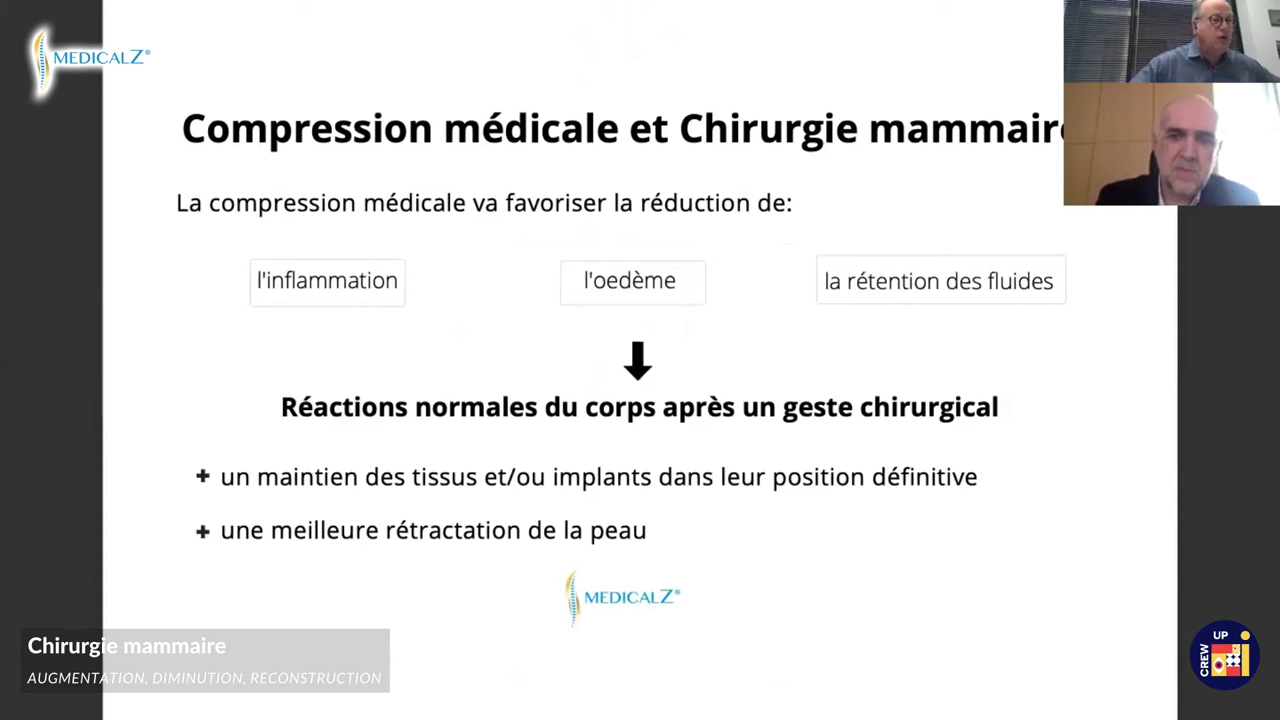 MEDICALZ®
Compression médicale et Chirurgie mammaire
La compression médicale va favoriser la réduction de:
l'inflammation
l'oedème
la rétention des fluides
Réactions normales du corps après un geste chirurgical
+ un maintien des tissus et/ou implants dans leur position définitive
+ une meilleure rétractation de la peau
MEDICALZ®
Chirurgie mammaire
AUGMENTATION, DIMINUTION, RECONSTRUCTION
CREW UP